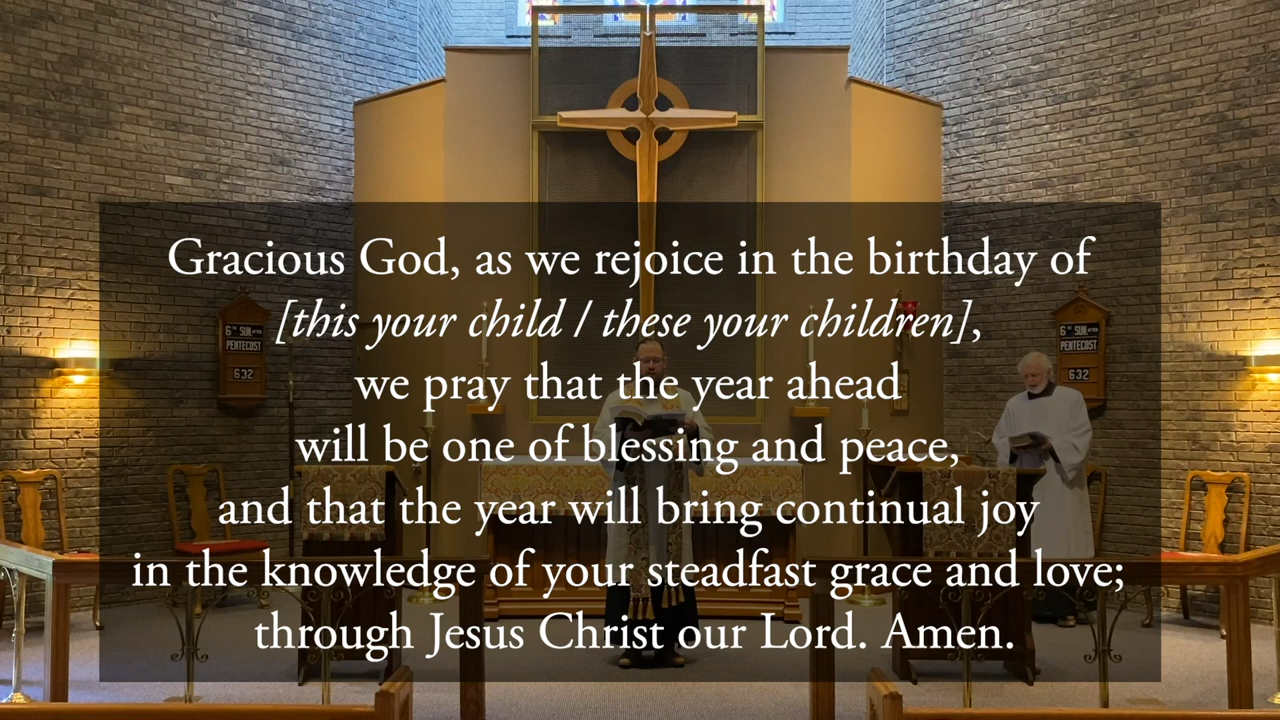 Gracious God, as we rejoice in the birthday of
[this your child / these your children],
we pray that the year ahead
will be one of blessing and peace,
and that the year will bring continual joy
in the knowledge of your steadfast grace and love;
through Jesus Christ our Lord. Amen.
6TH SUN. AFTER
PENTECOST
632
6TH SUN. AFTER
PENTECOST
632